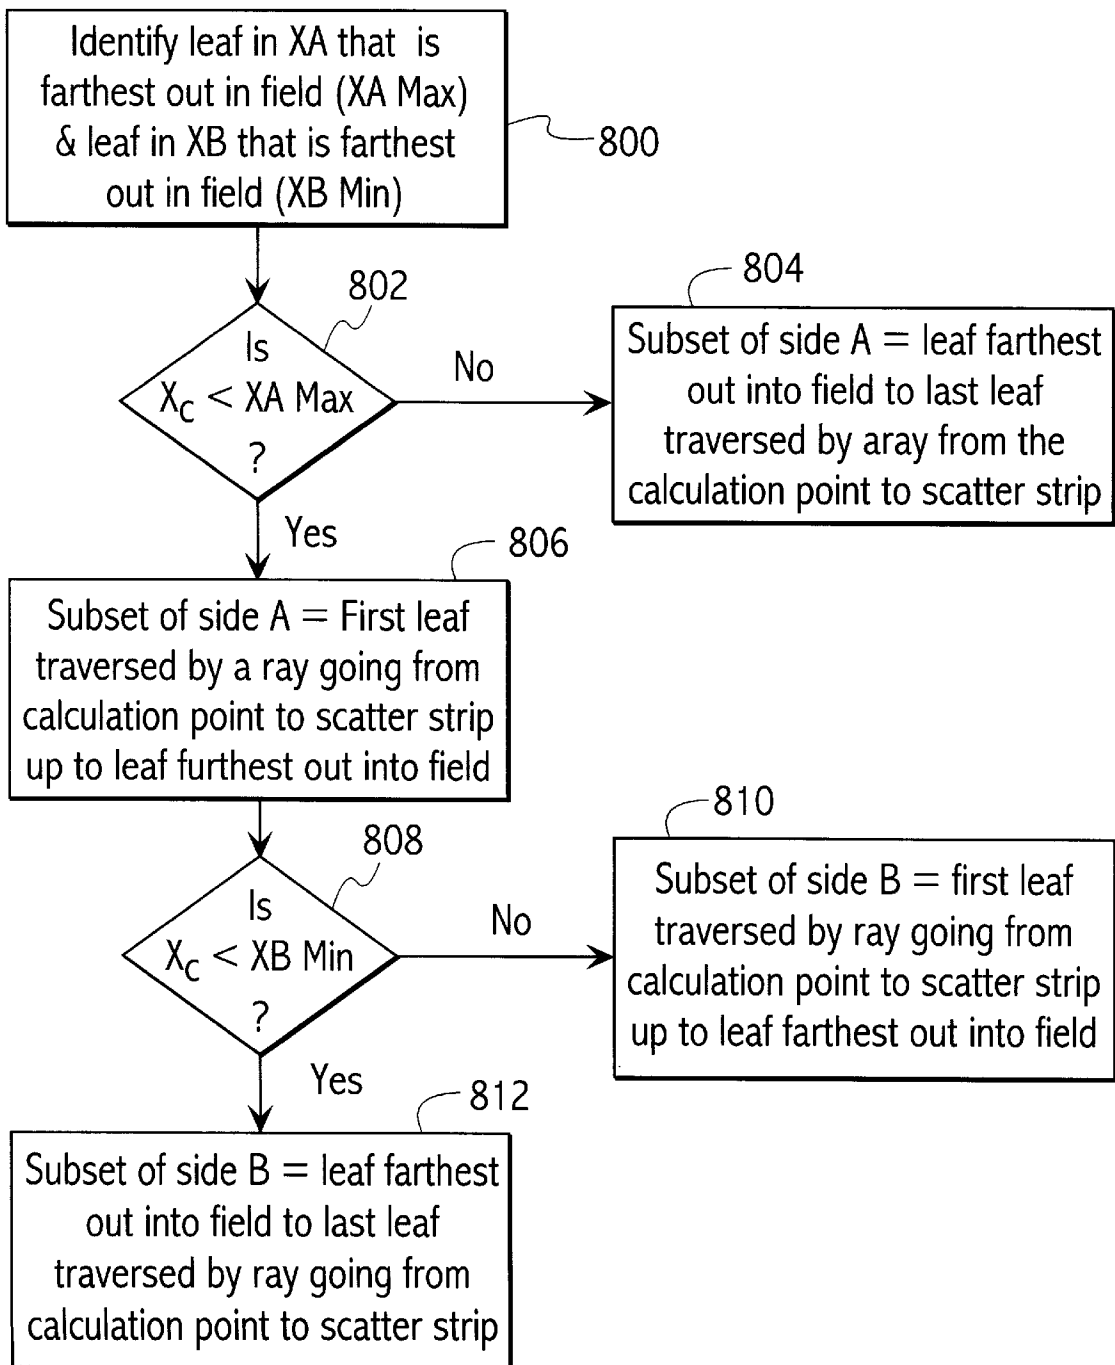 Identify leaf in XA that is
farthest out in field (XA Max)
& leaf in XB that is farthest
out in field (XB Min)
800
802
Is
XC < XA Max
?
No
804
Subset of side A = leaf farthest
out into field to last leaf
traversed by aray from the
calculation point to scatter strip
Yes
806
Subset of side A = First leaf
traversed by a ray going from
calculation point to scatter strip
up to leaf furthest out into field
808
Is
XC < XB Min
?
No
810
Subset of side B = first leaf
traversed by ray going from
calculation point to scatter strip
up to leaf farthest out into field
Yes
812
Subset of side B = leaf farthest
out into field to last leaf
traversed by ray going from
calculation point to scatter strip